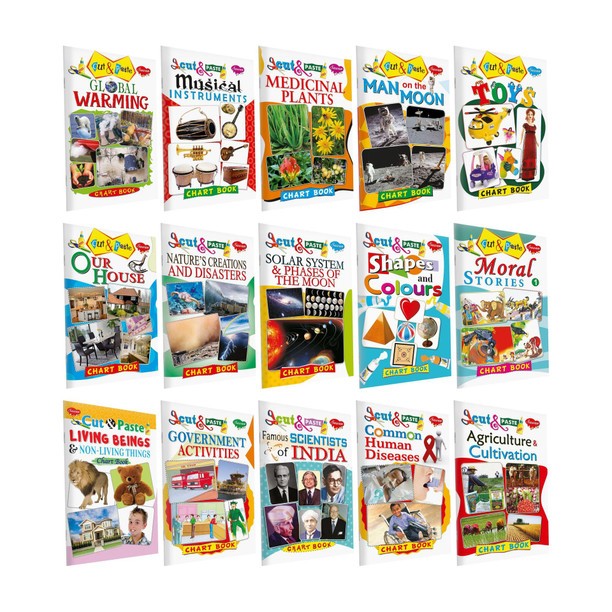 Cut & Paste
GLOBAL
WARMING
CHART BOOK
cut & PASTE
Musical
INSTRUMENTS
CHART BOOK
cut & PASTE
MEDICINAL
PLANTS
CHART BOOK
Cut & Paste
MAN on the
MOON
CHART BOOK
Cut & Paste
TOYS
CHART BOOK
Cut & Paste
OUR
HOUSE
CHART BOOK
cut & PASTE
NATURE'S CREATIONS
AND DISASTERS
CHART BOOK
cut & PASTE
SOLAR SYSTEM
& PHASES OF
THE MOON
CHART BOOK
cut & PASTE
Shapes
and
Colours
CHART BOOK
Cut & Paste
Moral
STORIES 1
CHART BOOK
Cut & Paste
LIVING BEINGS
& NON-LIVING THINGS
Chart Book
cut & PASTE
GOVERNMENT
ACTIVITIES
CHART BOOK
cut & PASTE
Famous SCIENTISTS
of INDIA
CHART BOOK
cut & PASTE
Common
Human
Diseases
CHART BOOK
cut & PASTE
Agriculture &
Cultivation
CHART BOOK